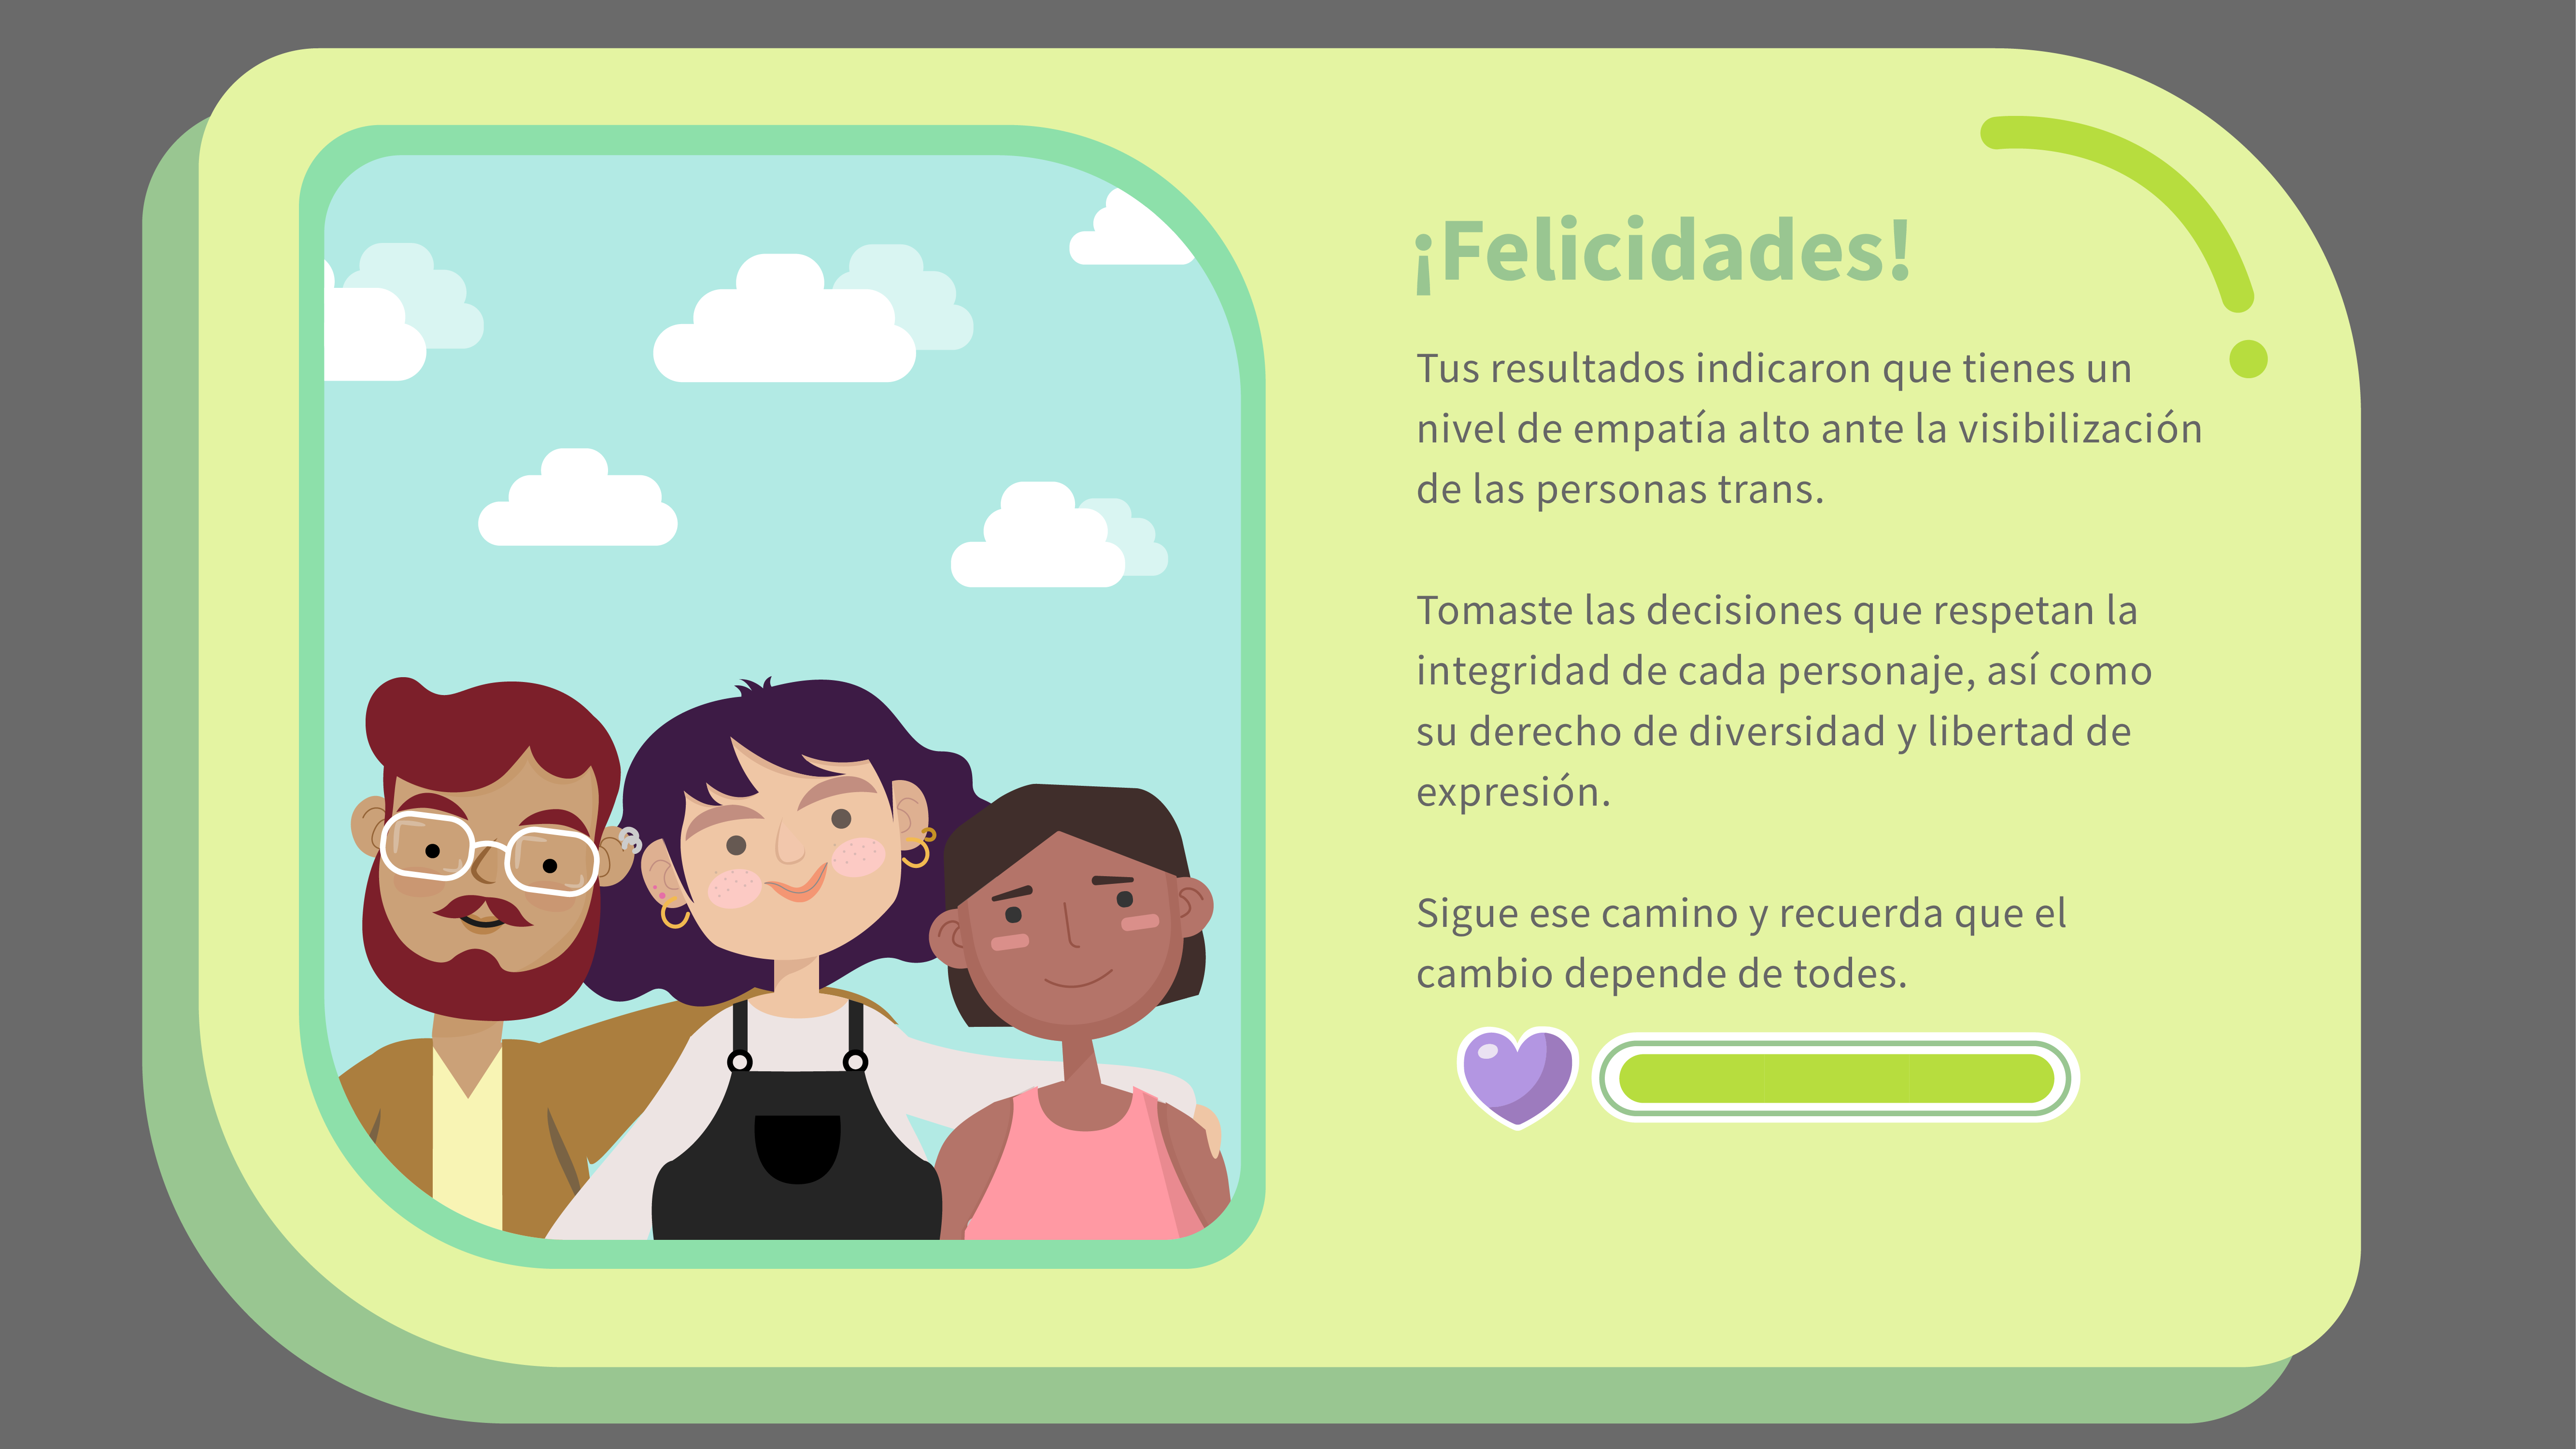 ¡Felicidades!
Tus resultados indicaron que tienes un
nivel de empatía alto ante la visibilización
de las personas trans.
Tomaste las decisiones que respetan la
integridad de cada personaje, así como
su derecho de diversidad y libertad de
expresión.
Sigue ese camino y recuerda que el
cambio depende de todes.